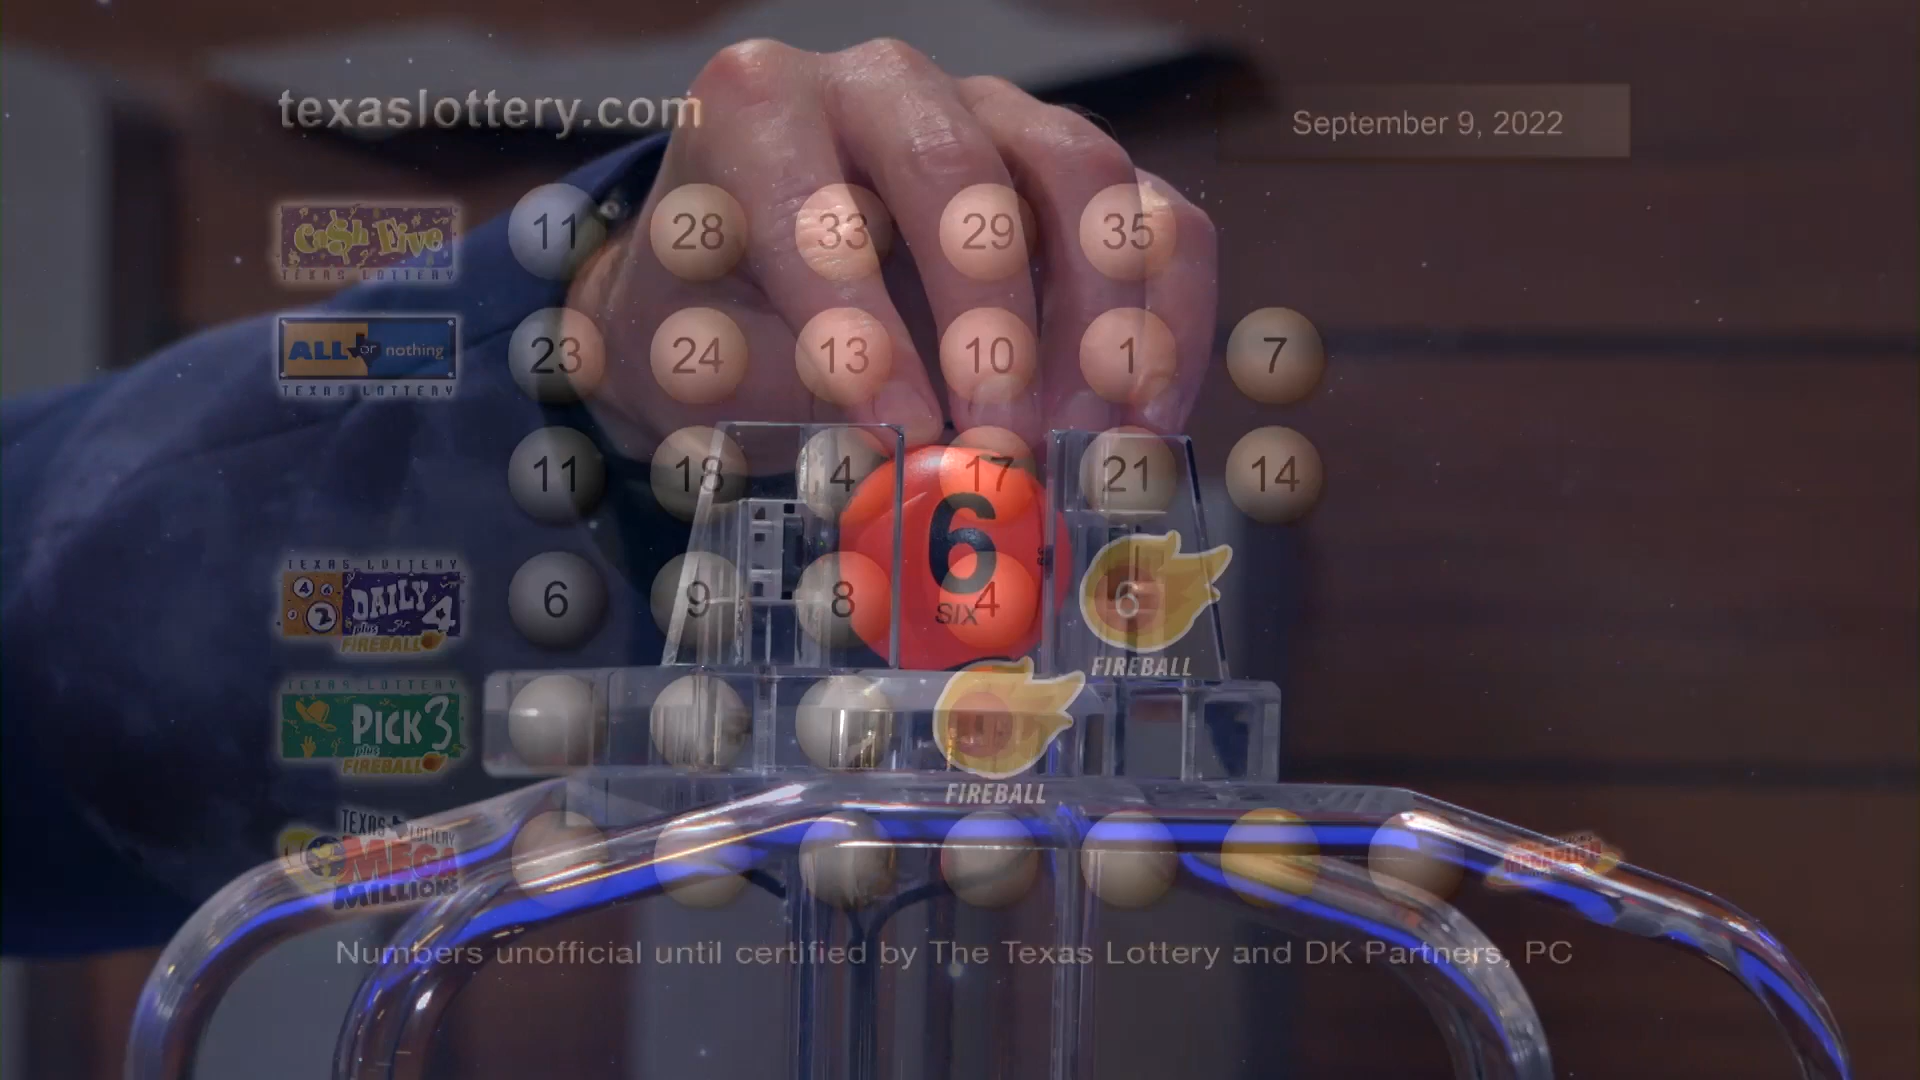 texaslottery.com
September 9, 2022
Ca$h Five
TEXAS LOTTERY
11 28 33 29 35
ALL or nothing
TEXAS LOTTERY
23 24 13 10 1 7
11 18 4 17 21 14
TEXAS LOTTERY
DAILY 4
plus
FIREBALL
6 9 8 4 6
FIREBALL
6
SIX
TEXAS LOTTERY
PICK 3
plus
FIREBALL
FIREBALL
TEXAS LOTTERY
MEGA
MILLIONS
Numbers unofficial until certified by The Texas Lottery and DK Partners, PC